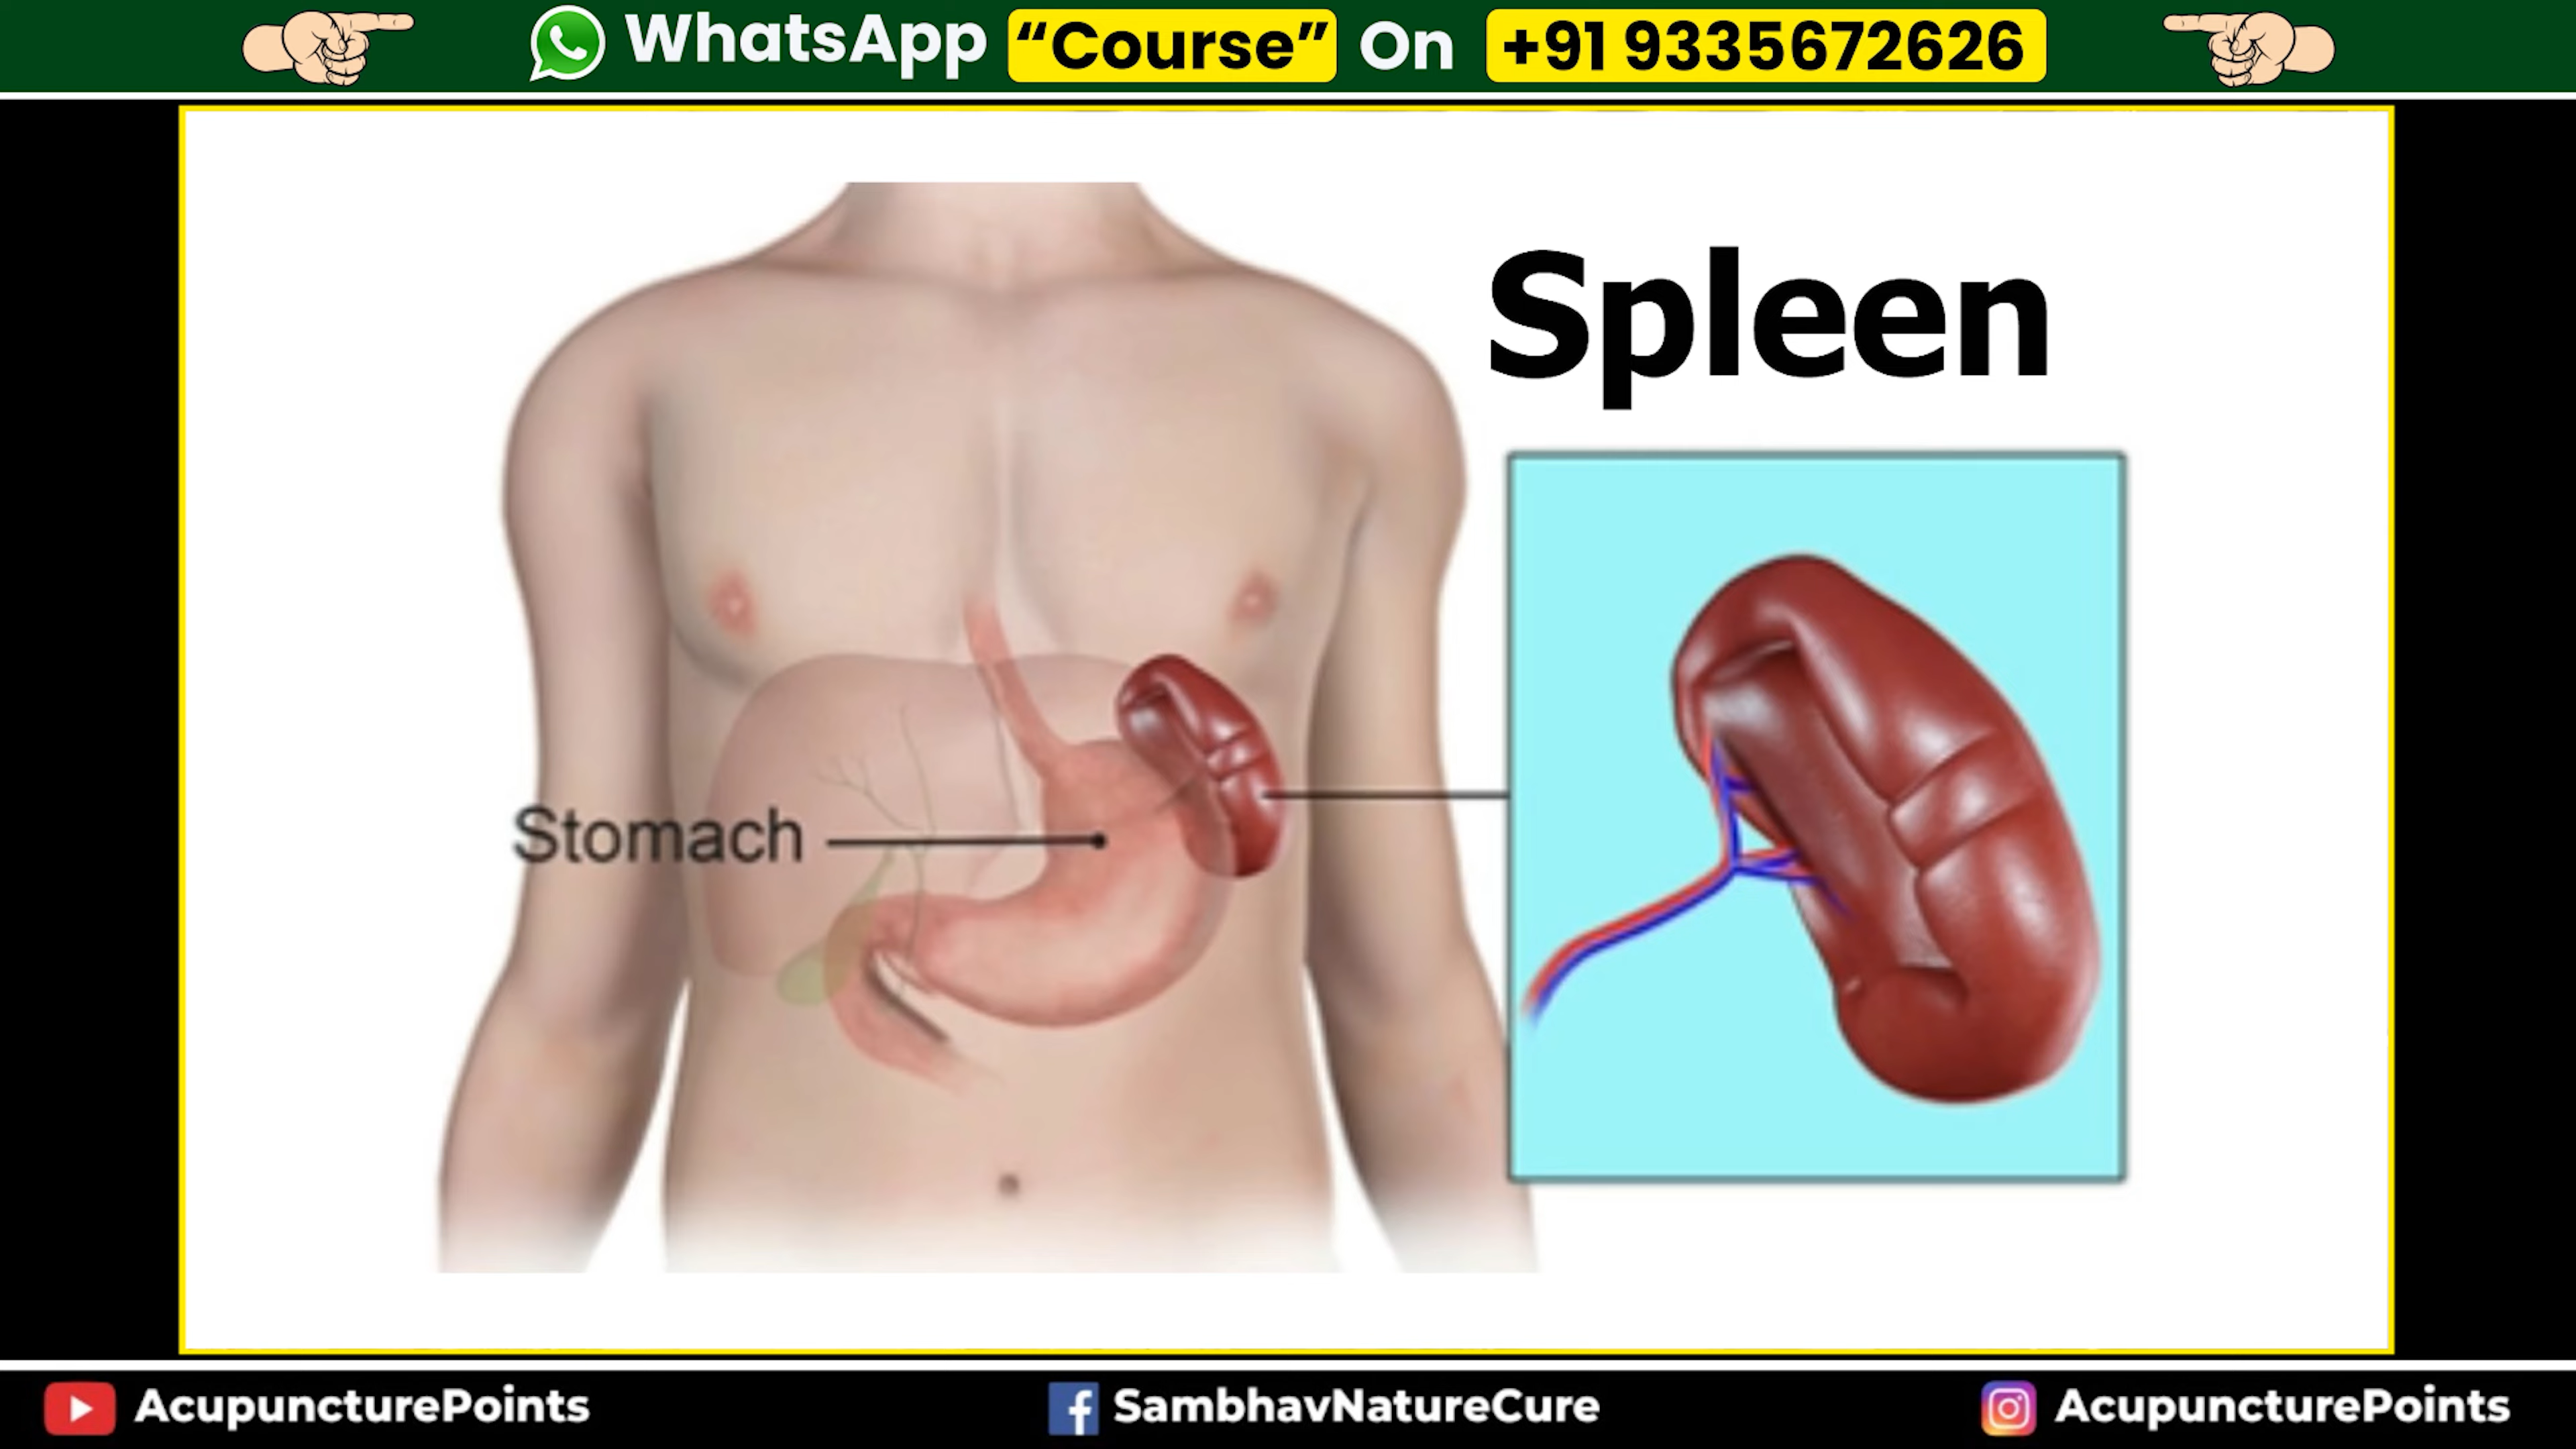 WhatsApp “Course” On +91 9335672626
Spleen
Stomach
AcupuncturePoints
SambhavNatureCure
AcupuncturePoints